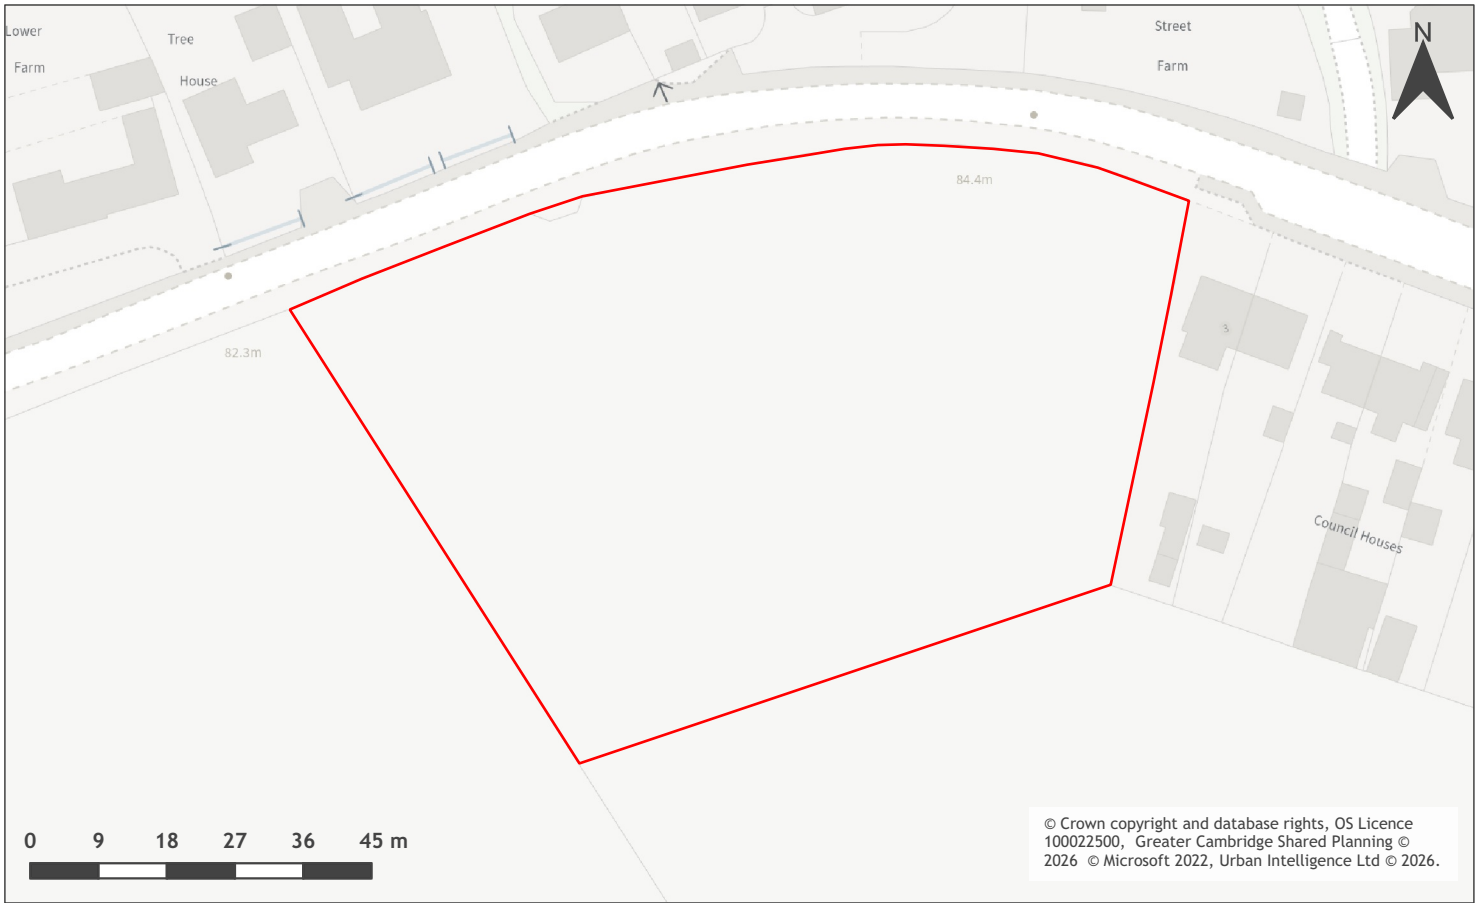 Lower
Farm
Tree
House
Street
Farm
N
84.4m
82.3m
3
Council Houses
0 9 18 27 36 45 m
© Crown copyright and database rights, OS Licence
100022500, Greater Cambridge Shared Planning ©
2026 © Microsoft 2022, Urban Intelligence Ltd © 2026.